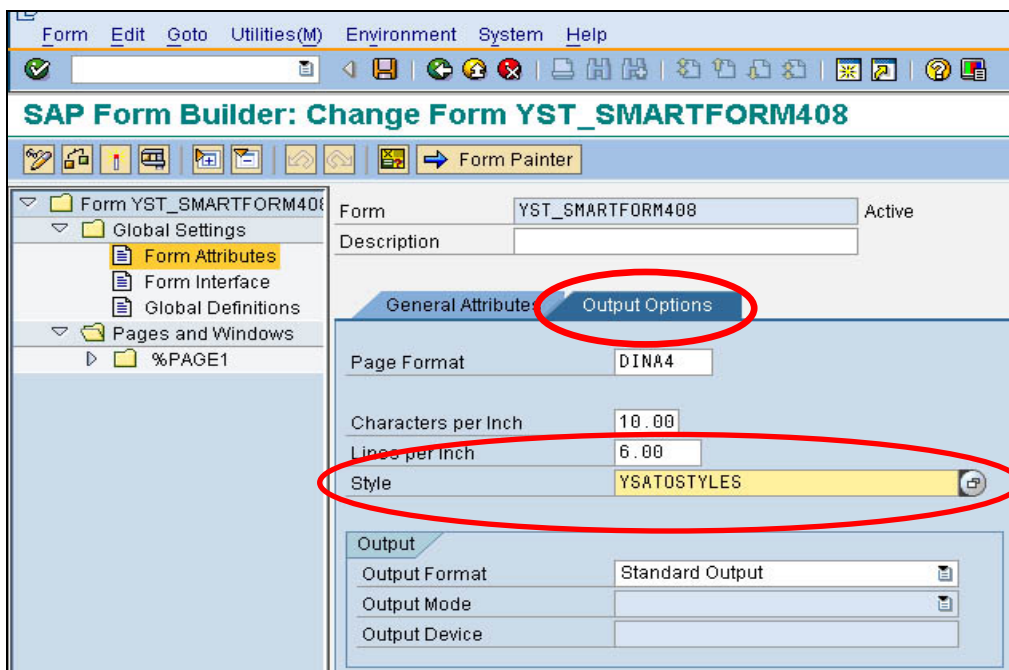 Form Edit Goto Utilities(M) Environment System Help
SAP Form Builder: Change Form YST_SMARTFORM408
Form Painter
Form YST_SMARTFORM408
Global Settings
Form Attributes
Form Interface
Global Definitions
Pages and Windows
%PAGE1
Form YST_SMARTFORM408 Active
Description
General Attributes Output Options
Page Format DINA4
Characters per Inch 10.00
Lines per Inch 6.00
Style YSATOSTYLES
Output
Output Format Standard Output
Output Mode
Output Device